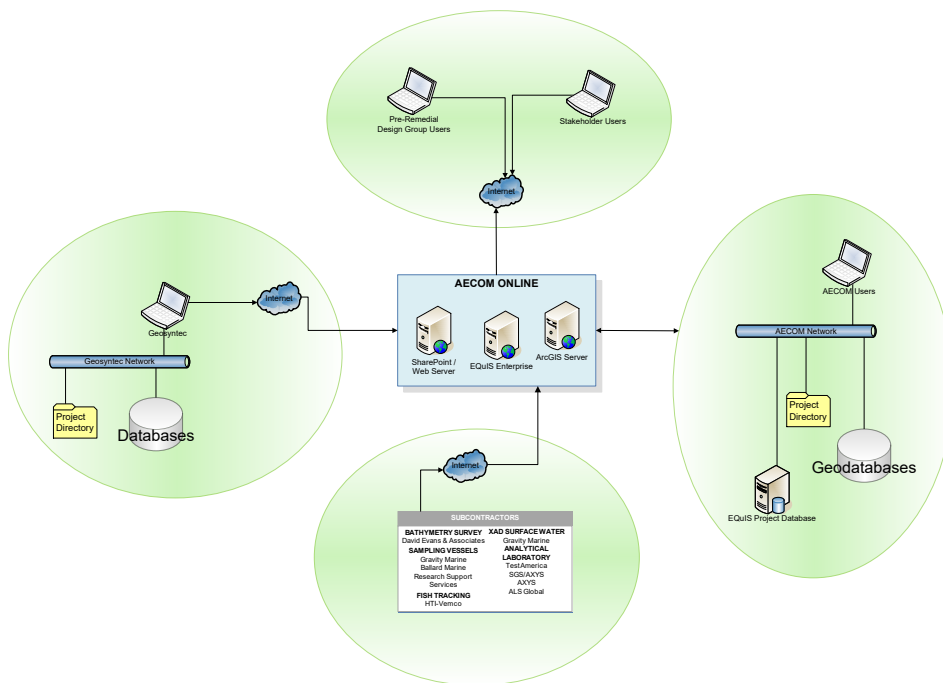 Pre-Remedial
Design Group Users
Stakeholder Users
Internet
Geosyntec
Internet
Geosyntec Network
Project
Directory
Databases
AECOM ONLINE
SharePoint /
Web Server
EQuIS Enterprise
ArcGIS Server
AECOM Users
AECOM Network
Project
Directory
Geodatabases
EQuIS Project Database
Internet
SUBCONTRACTORS
BATHYMETRY SURVEY
David Evans & Associates
SAMPLING VESSELS
Gravity Marine
Ballard Marine
Research Support
Services
FISH TRACKING
HTI-Vemco
XAD SURFACE WATER
Gravity Marine
ANALYTICAL
LABORATORY
TestAmerica
SGS/AXYS
AXYS
ALS Global